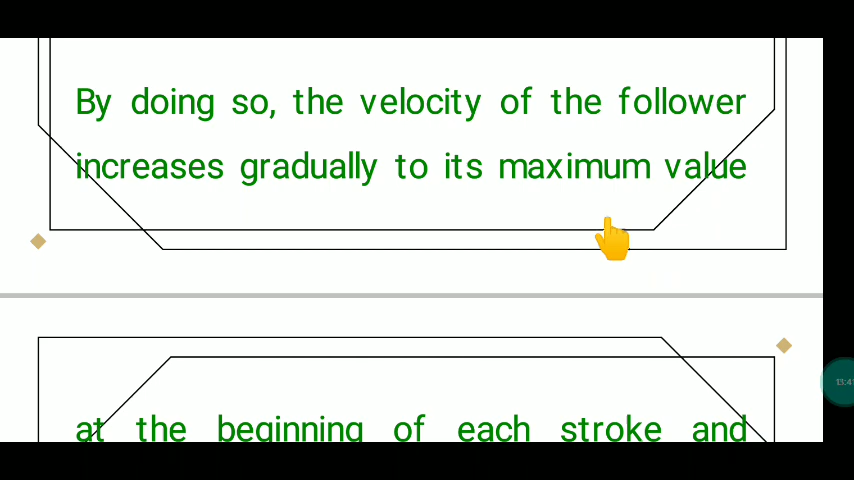 By doing so, the velocity of the follower
increases gradually to its maximum value
at the beginning of each stroke and